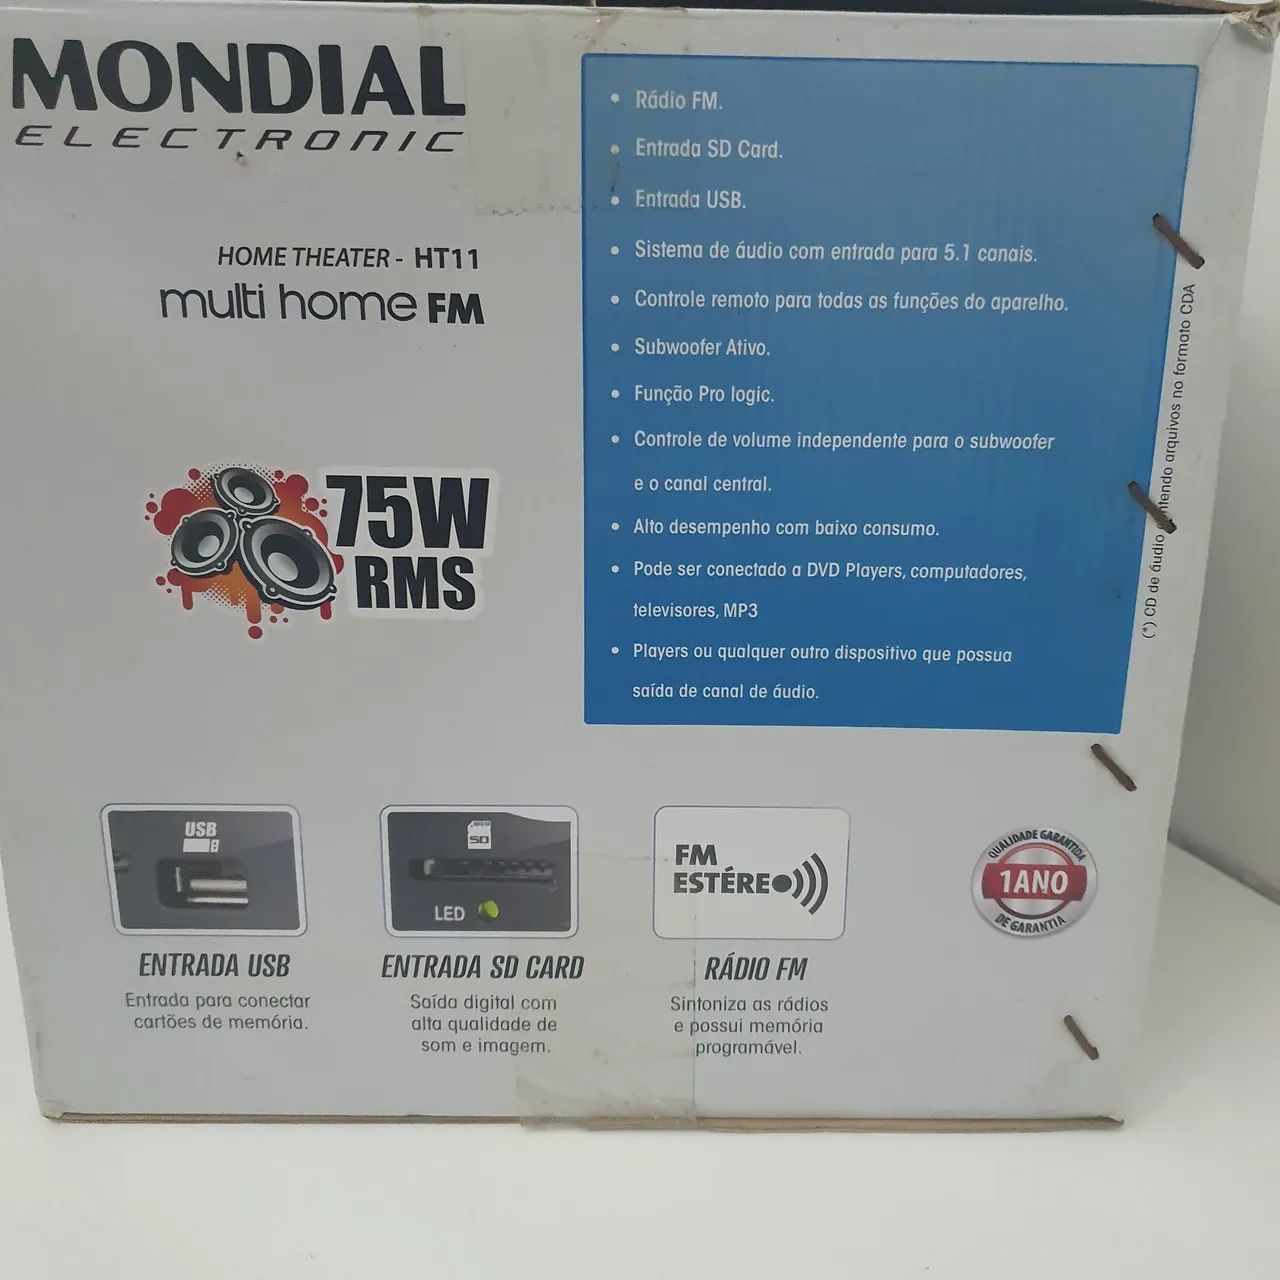 MONDIAL
ELECTRONIC
HOME THEATER - HT11
multi home FM
75W
RMS
• Rádio FM.
• Entrada SD Card.
• Entrada USB.
• Sistema de áudio com entrada para 5.1 canais.
• Controle remoto para todas as funções do aparelho.
• Subwoofer Ativo.
• Função Pro logic.
• Controle de volume independente para o subwoofer
e o canal central.
• Alto desempenho com baixo consumo.
• Pode ser conectado a DVD Players, computadores,
televisores, MP3
• Players ou qualquer outro dispositivo que possua
saída de canal de áudio.
(*) CD de áudio contendo arquivos no formato CDA
USB
SD
LED
FM
ESTÉREO
QUALIDADE GARANTIDA
1 ANO
DE GARANTIA
ENTRADA USB
Entrada para conectar
cartões de memória.
ENTRADA SD CARD
Saída digital com
alta qualidade de
som e imagem.
RÁDIO FM
Sintoniza as rádios
e possui memória
programável.